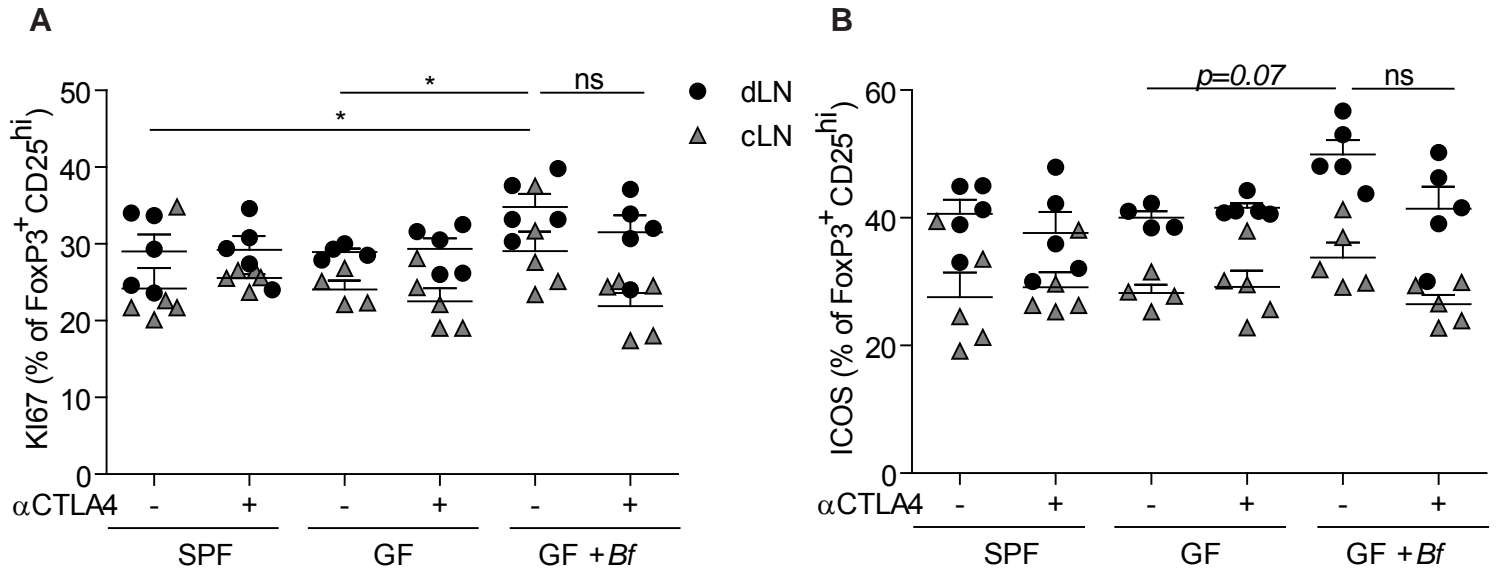 A
KI67 (% of FoxP3+ CD25hi)
50
40
30
20
10
0
*
*
ns
dLN
cLN
αCTLA4 - + - + - +
SPF GF GF +Bf
B
ICOS (% of FoxP3+ CD25hi)
60
40
20
0
p=0.07
ns
αCTLA4 - + - + - +
SPF GF GF +Bf